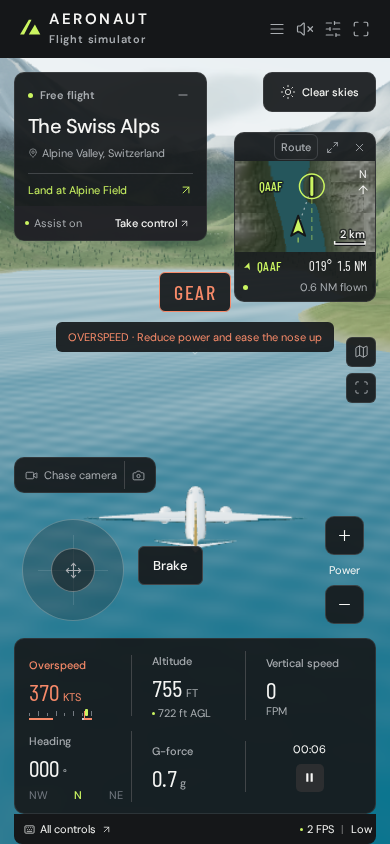 AERONAUT
Flight simulator
Free flight
Clear skies
The Swiss Alps
Alpine Valley, Switzerland
Land at Alpine Field
Assist on
Take control
Route
N
QAAF
2 km
QAAF 019° 1.5 NM
0.6 NM flown
GEAR
OVERSPEED · Reduce power and ease the nose up
Chase camera
Brake
Power
Overspeed
370 KTS
Altitude
755 FT
722 ft AGL
Vertical speed
0
FPM
Heading
000 °
NW N NE
G-force
0.7 g
00:06
All controls
2 FPS | Low